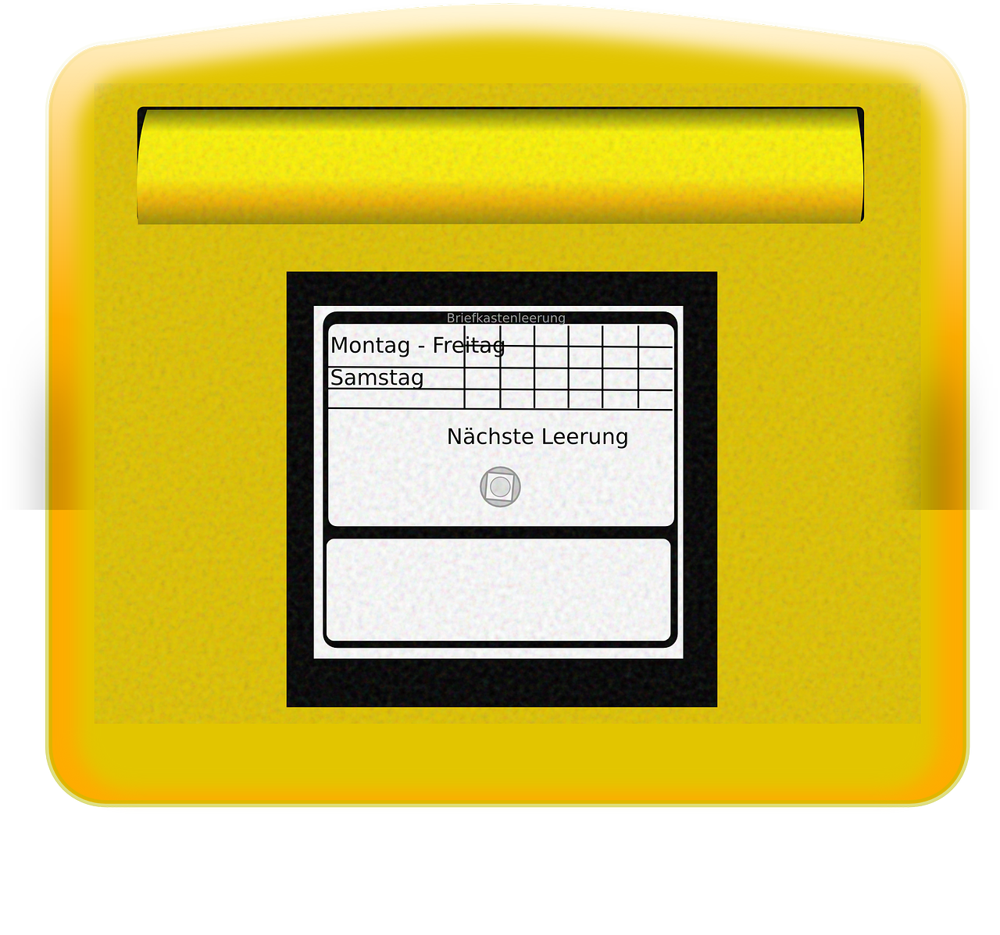 Briefkastenleerung
Montag - Freitag
Samstag
Nächste Leerung